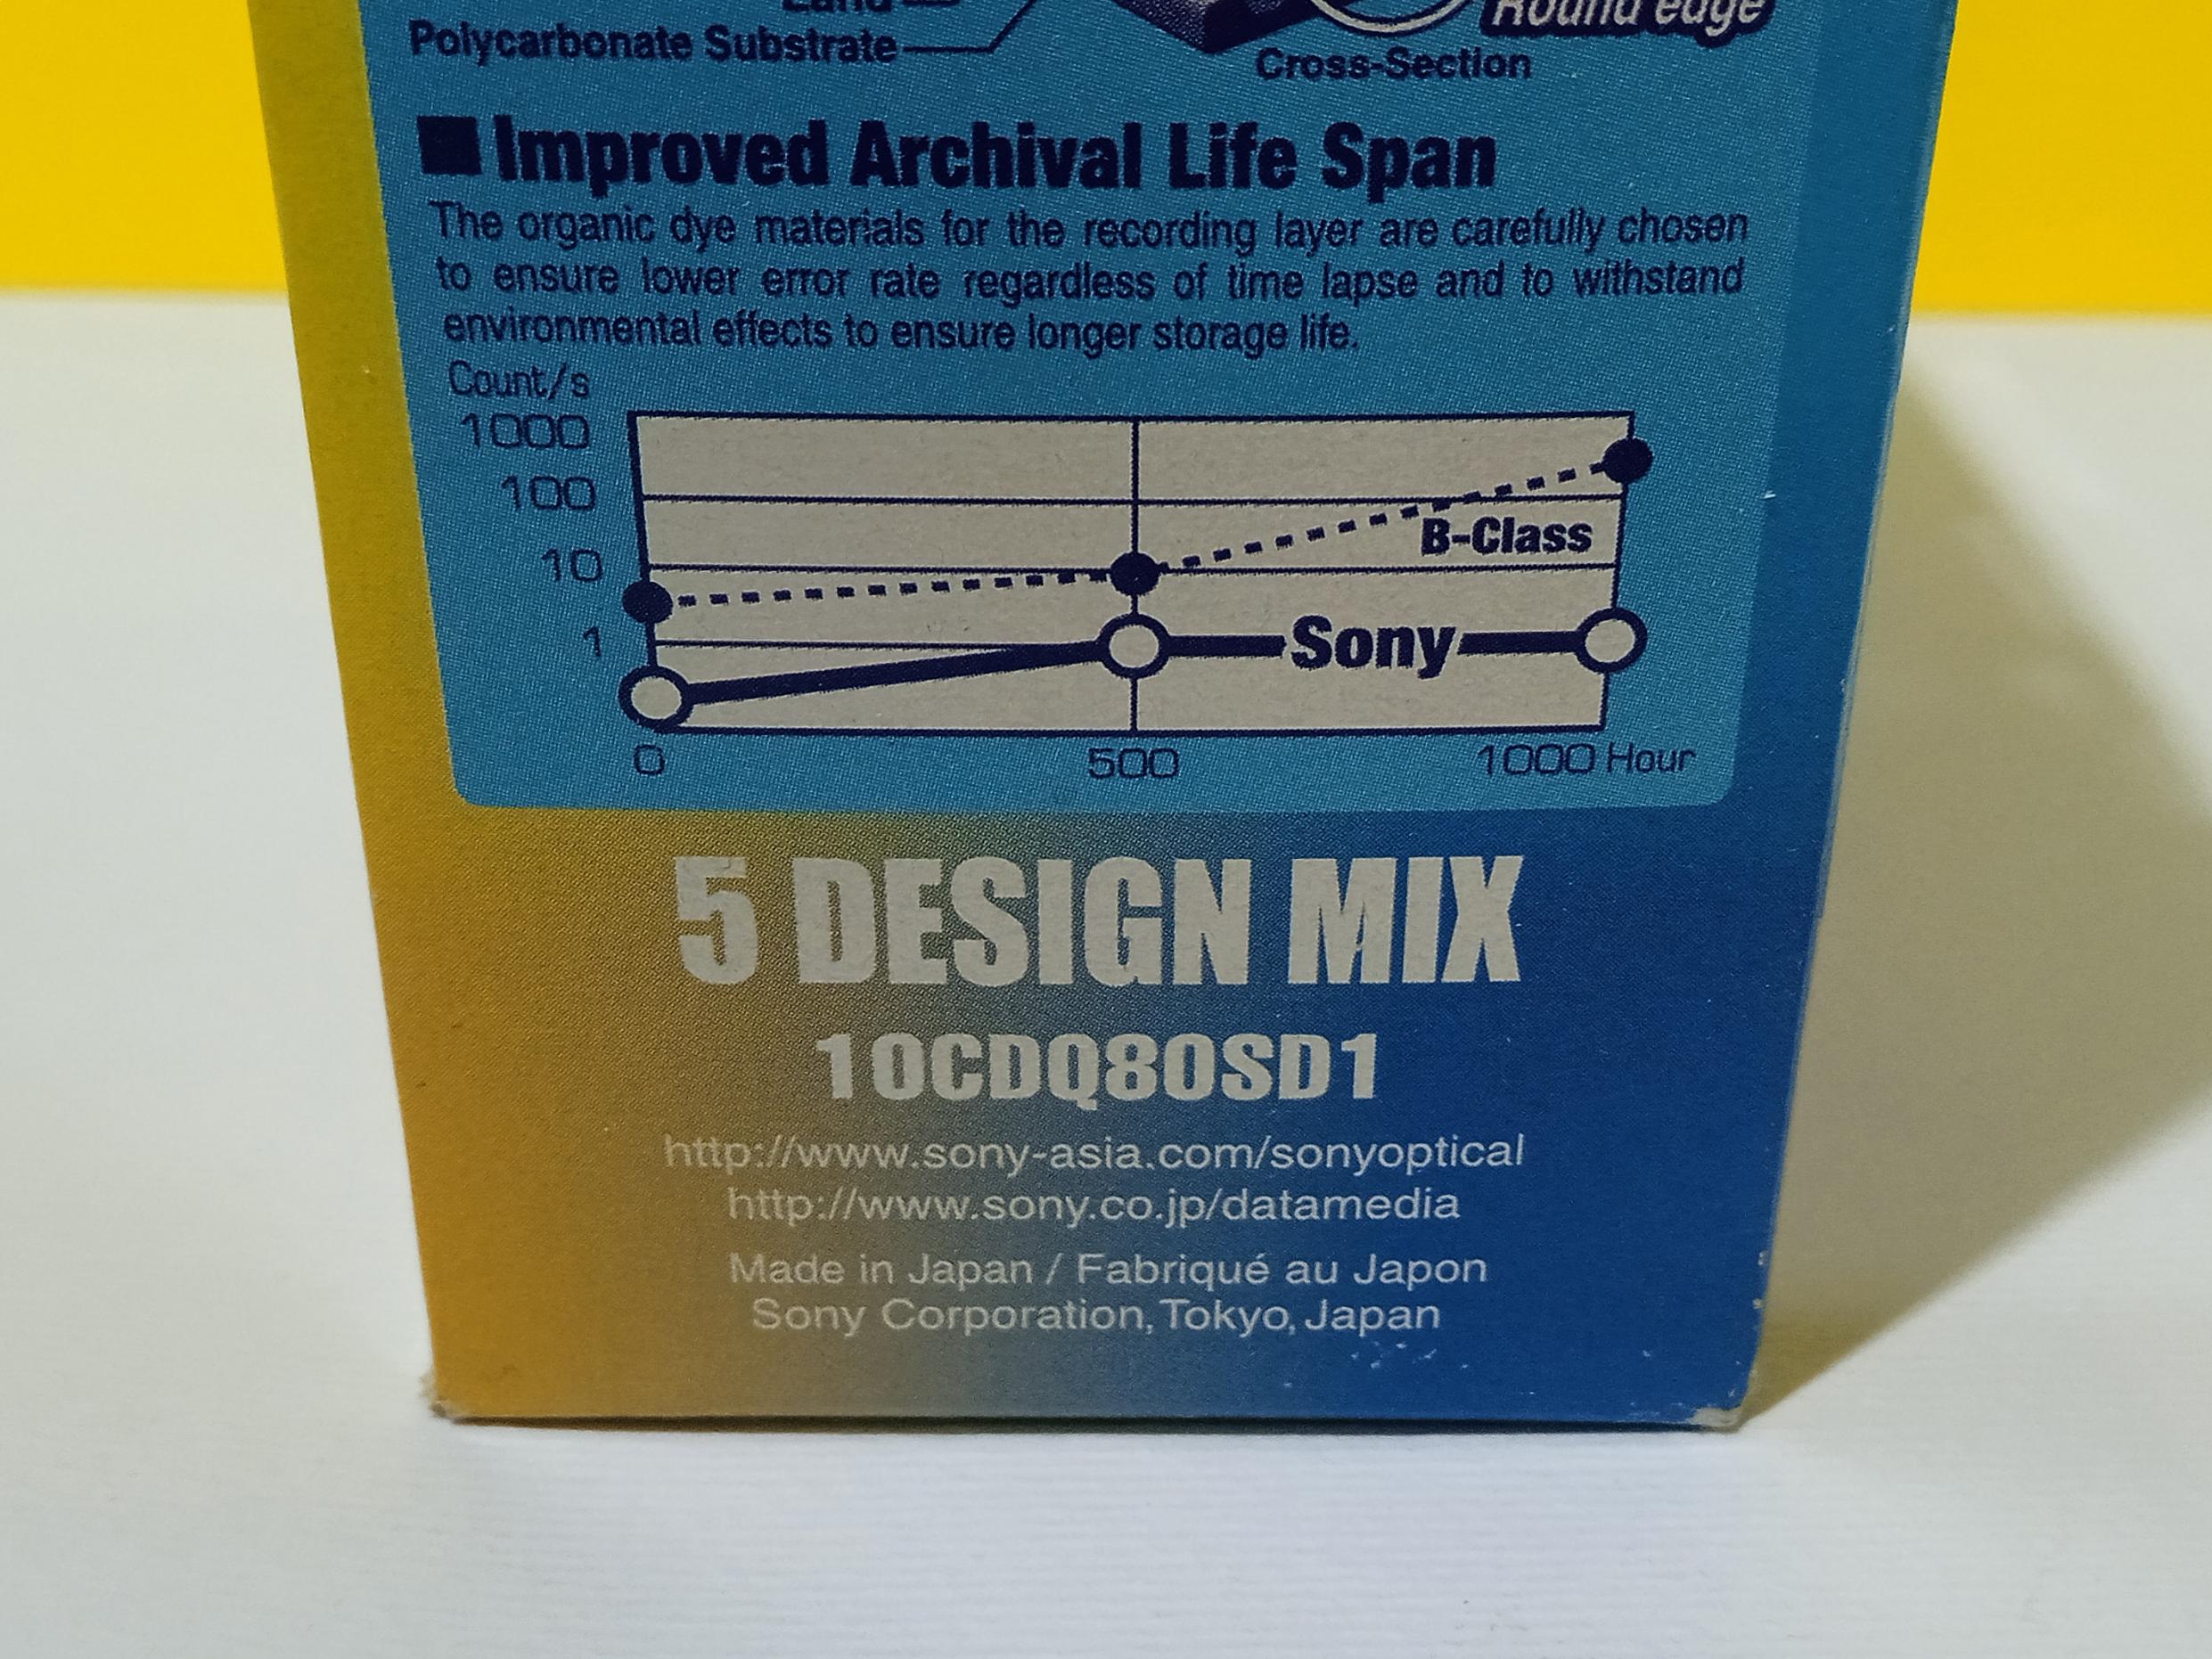 Land
Round edge
Polycarbonate Substrate
Cross-Section
Improved Archival Life Span
The organic dye materials for the recording layer are carefully chosen
to ensure lower error rate regardless of time lapse and to withstand
environmental effects to ensure longer storage life.
Count/s
1000
100
B-Class
10
1
Sony
0 500 1000 Hour
5 DESIGN MIX
10CDQ80SD1
http://www.sony-asia.com/sonyoptical
http://www.sony.co.jp/datamedia
Made in Japan / Fabriqué au Japon
Sony Corporation, Tokyo, Japan